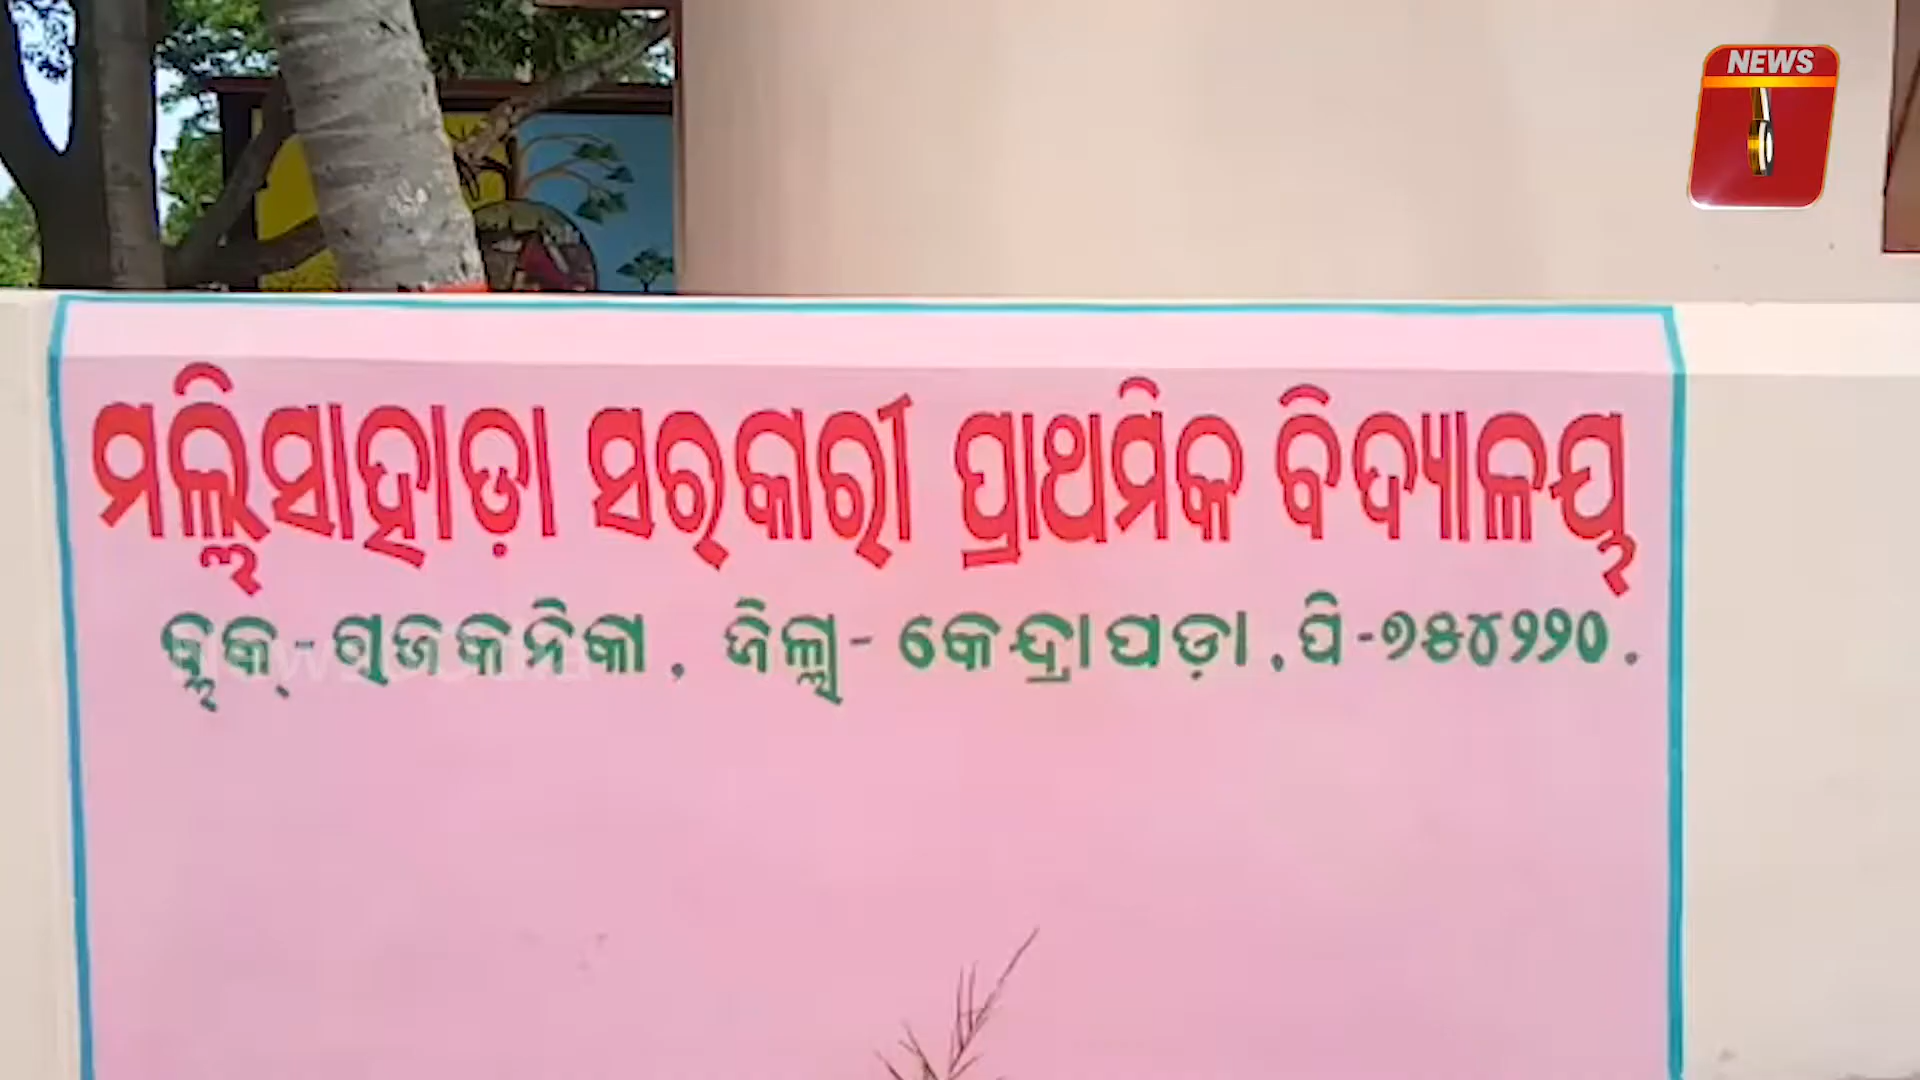 NEWS
ମଲ୍ଲିସାହାଡ଼ା ସରକାରୀ ପ୍ରାଥମିକ ବିଦ୍ୟାଳୟ
ବ୍ଲକ୍-ରାଜକନିକା, ଜିଲ୍ଲା-କେନ୍ଦ୍ରାପଡ଼ା,ପି-୭୫୪୨୨୦.